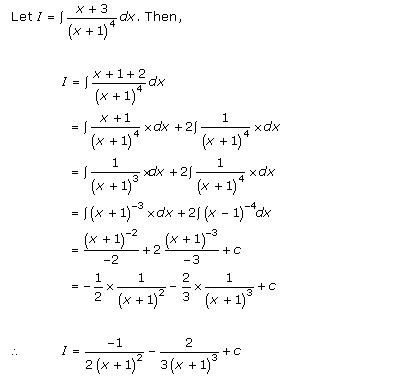 Let I = ∫ (x + 3)/(x + 1)⁴ dx. Then,
I = ∫ (x + 1 + 2)/(x + 1)⁴ dx
= ∫ (x + 1)/(x + 1)⁴ × dx + 2∫ 1/(x + 1)⁴ × dx
= ∫ 1/(x + 1)³ × dx + 2∫ 1/(x + 1)⁴ × dx
= ∫ (x + 1)⁻³ × dx + 2∫ (x − 1)⁻⁴ dx
= (x + 1)⁻²/−2 + 2 (x + 1)⁻³/−3 + c
= −1/2 × 1/(x + 1)² − 2/3 × 1/(x + 1)³ + c
∴ I = −1/2(x + 1)² − 2/3(x + 1)³ + c